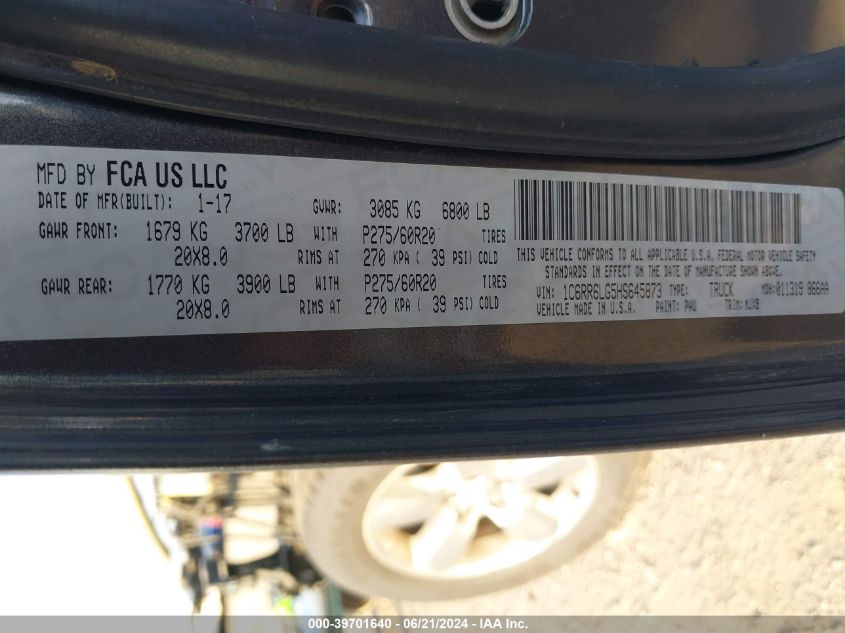 MFD BY FCA US LLC
DATE OF MFR(BUILT): 1-17 GVWR: 3085 KG 6800 LB
GAWR FRONT: 1679 KG 3700 LB WITH P275/60R20 TIRES
20X8.0 RIMS AT 270 KPA ( 39 PSI) COLD
GAWR REAR: 1770 KG 3900 LB WITH P275/60R20 TIRES
20X8.0 RIMS AT 270 KPA ( 39 PSI) COLD
THIS VEHICLE CONFORMS TO ALL APPLICABLE U.S.A. FEDERAL MOTOR VEHICLE SAFETY
STANDARDS IN EFFECT ON THE DATE OF MANUFACTURE SHOWN ABOVE.
VIN: 1C6RR6LG5HS645873 TYPE: TRUCK MDH:011319 866AA
VEHICLE MADE IN U.S.A. PAINT: PAU TRIM:
000-39701640 - 06/21/2024 - IAA Inc.